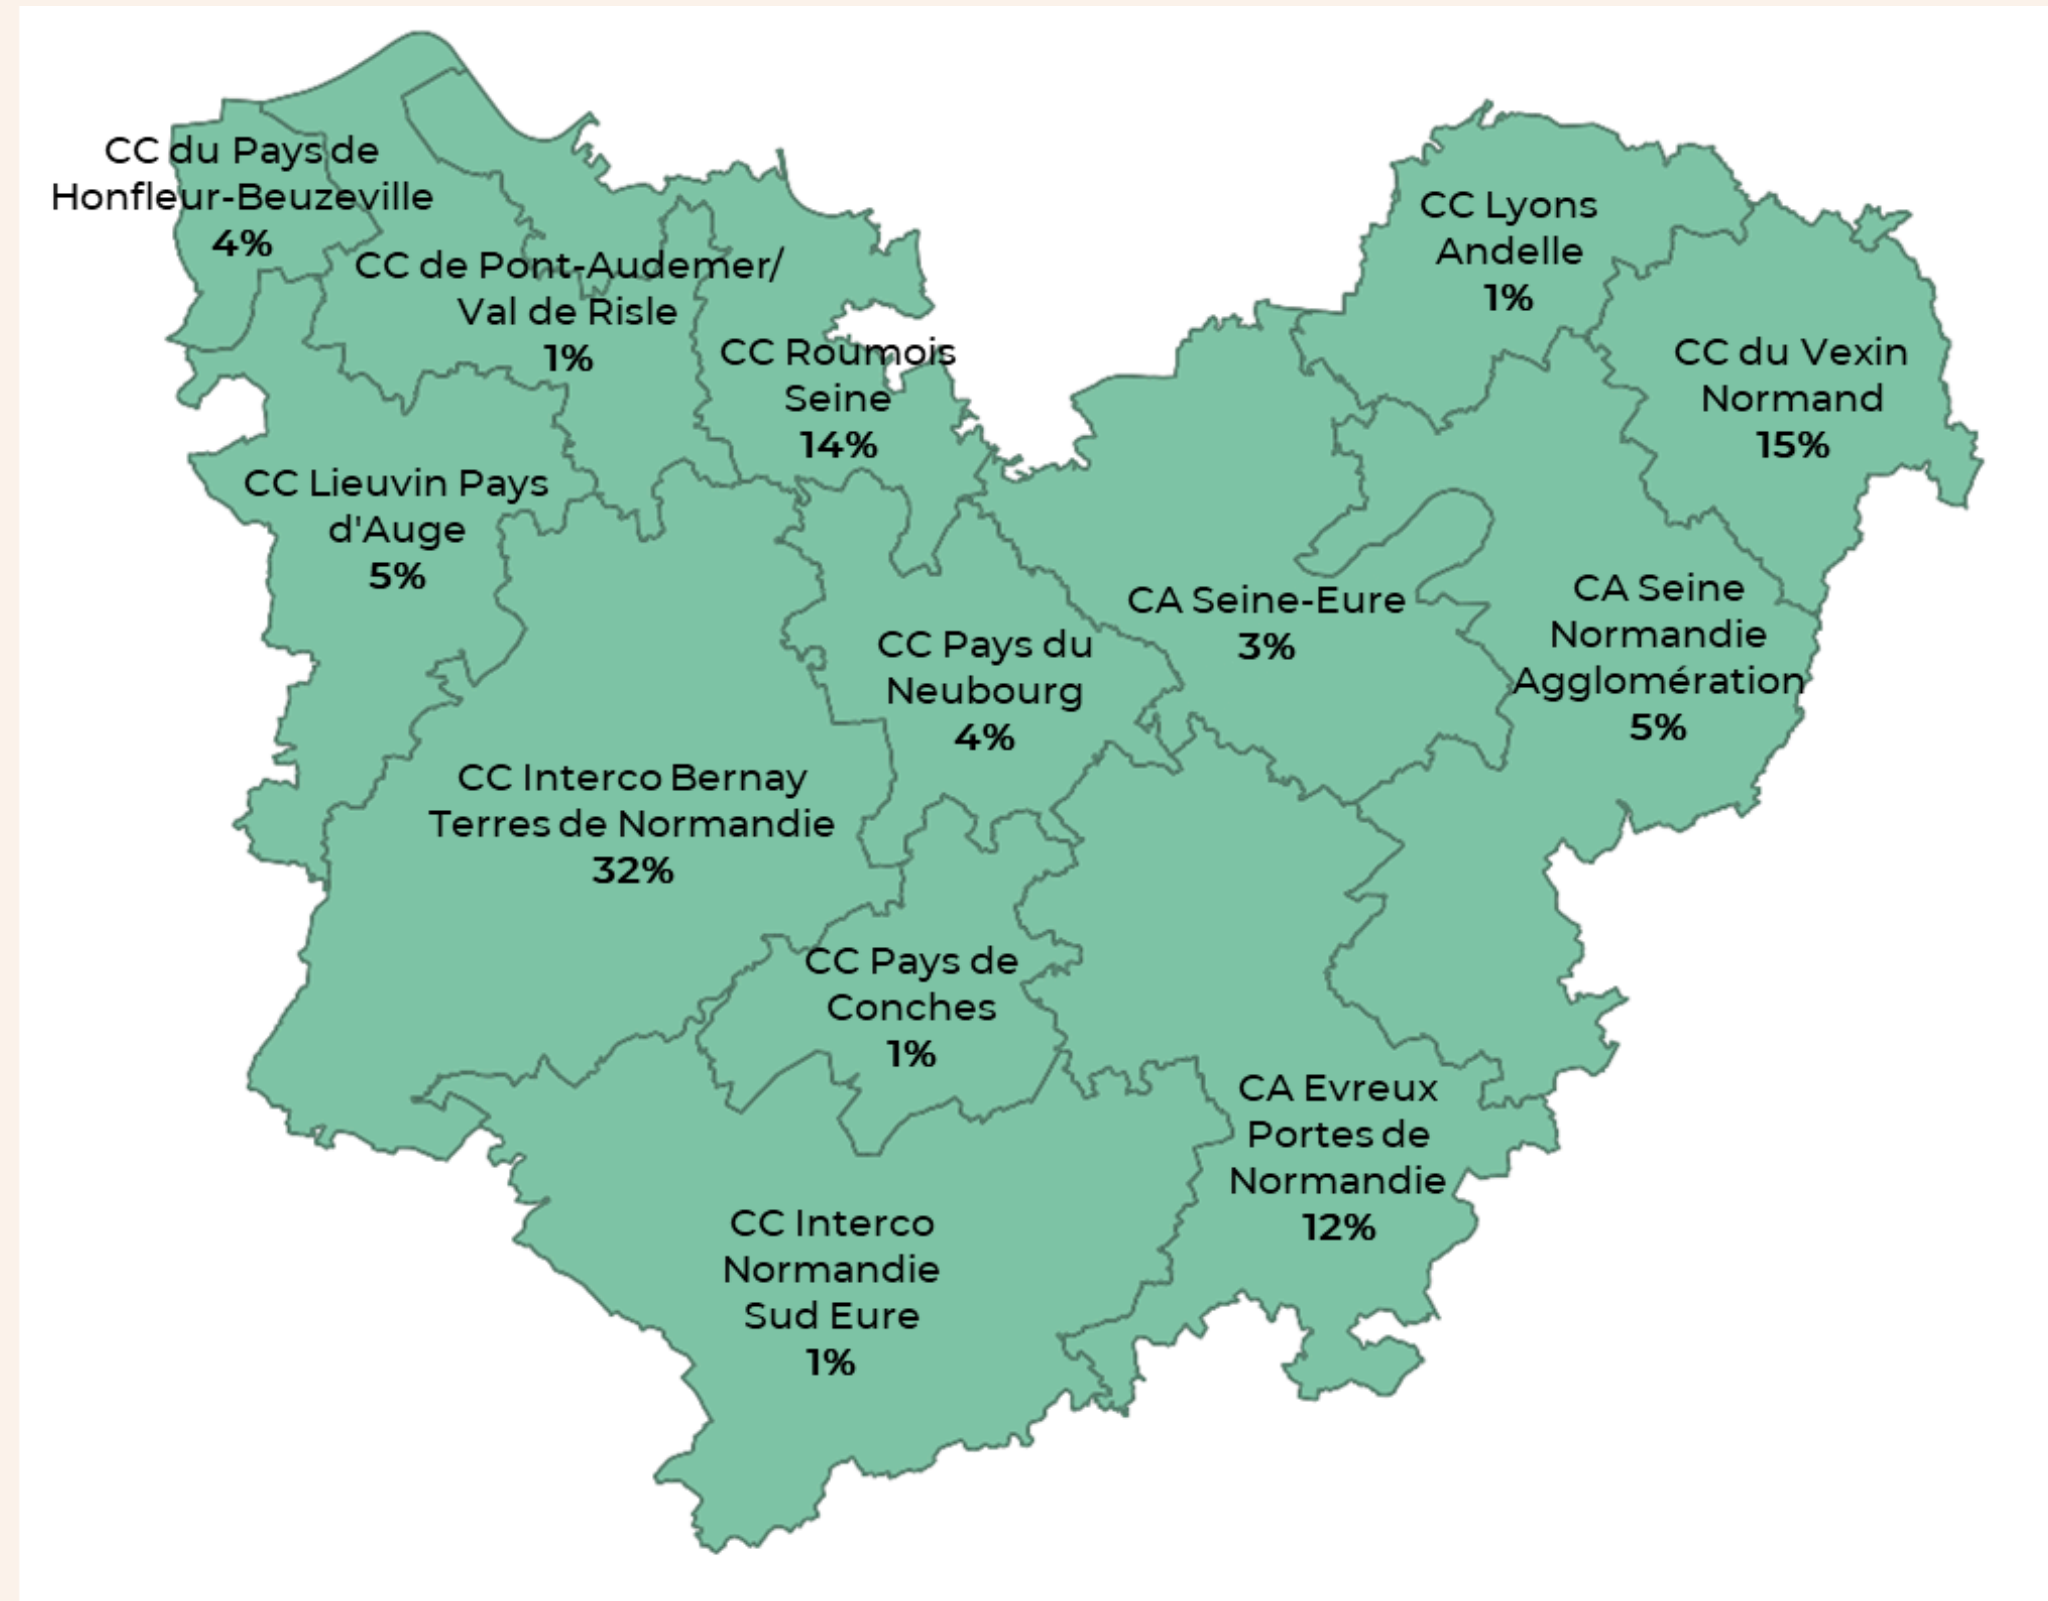 CC du Pays de
Honfleur-Beuzeville
4%
CC de Pont-Audemer/
Val de Risle
1%
CC Roumois
Seine
14%
CC Lyons
Andelle
1%
CC du Vexin
Normand
15%
CC Lieuvin Pays
d'Auge
5%
CC Pays du
Neubourg
4%
CA Seine-Eure
3%
CA Seine
Normandie
Agglomération
5%
CC Interco Bernay
Terres de Normandie
32%
CC Pays de
Conches
1%
CA Evreux
Portes de
Normandie
12%
CC Interco
Normandie
Sud Eure
1%